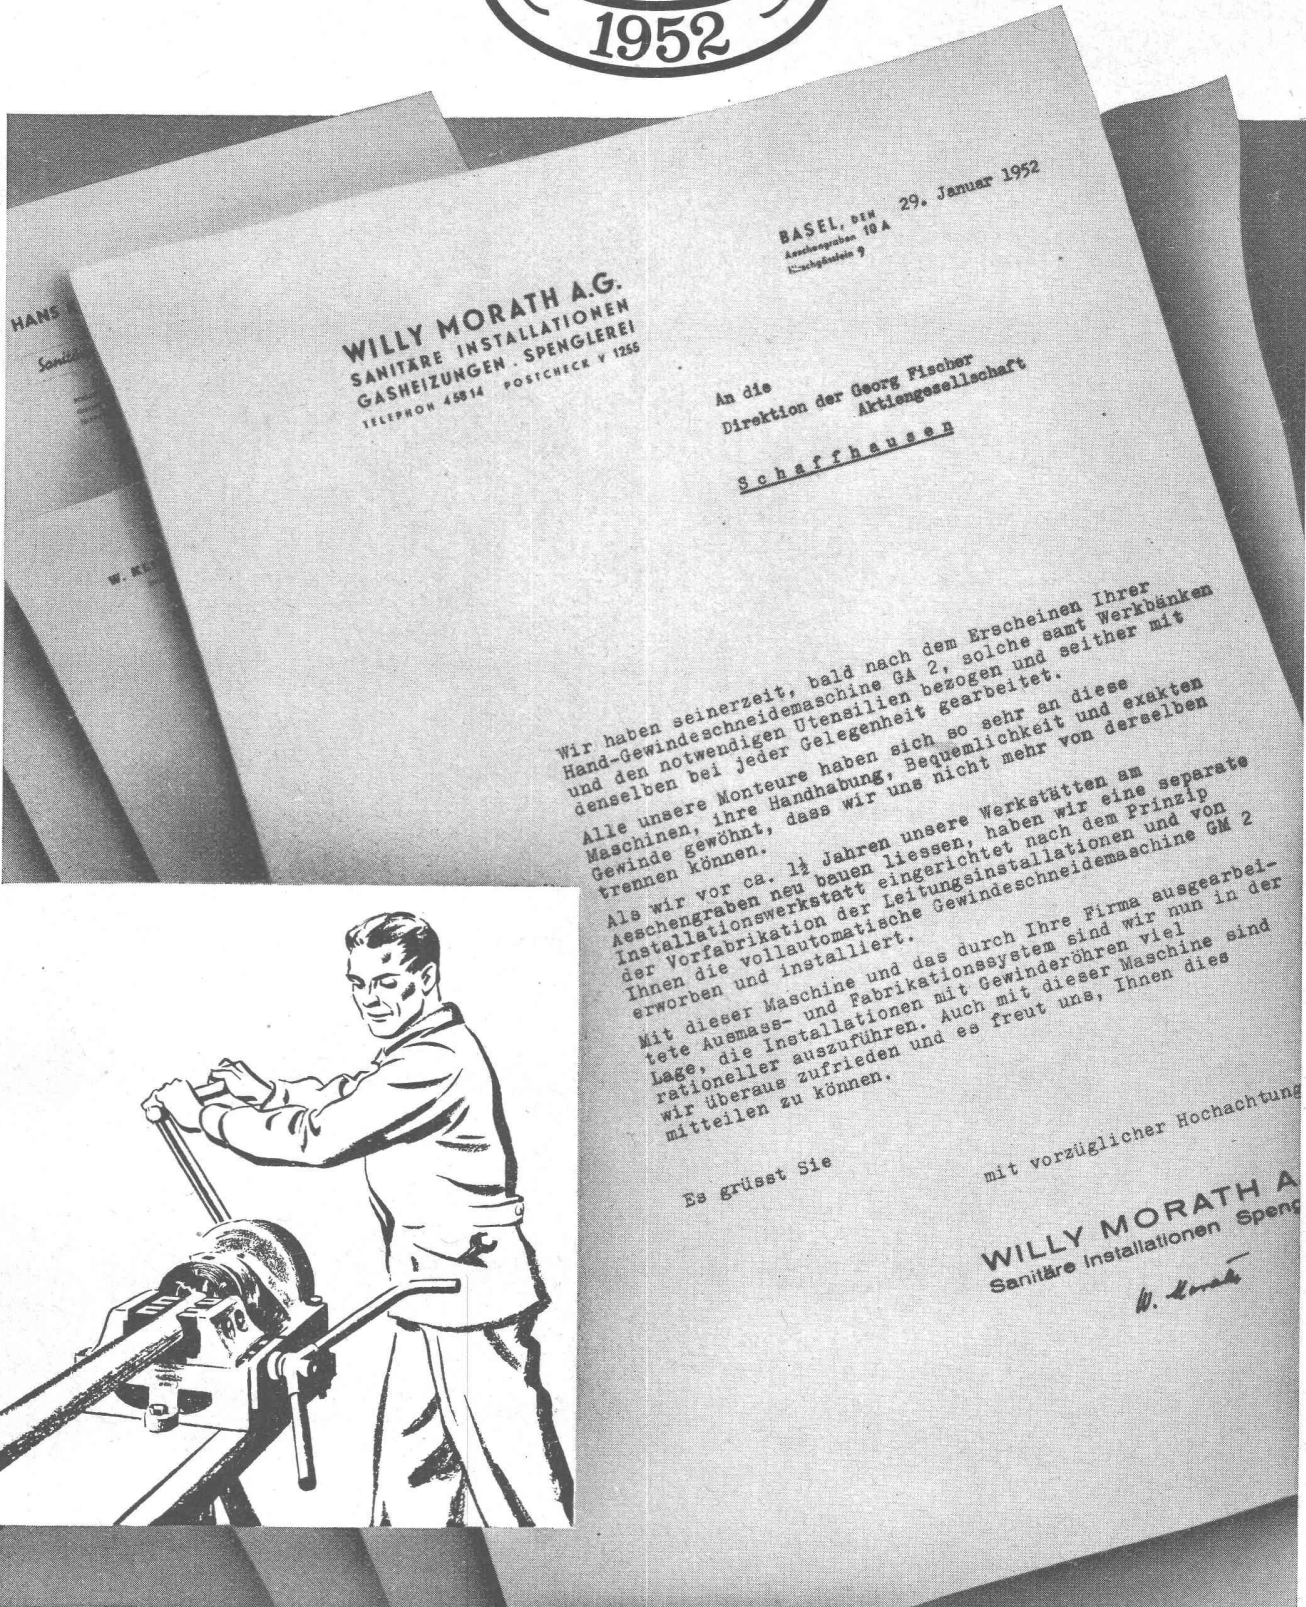 1952
HANS
WILLY MORATH A.G.
SANITÄRE INSTALLATIONEN
GASHEIZUNGEN . SPENGLEREI
TELEPHON 45814 POSTCHECK V 1255
BASEL, DEN 29. Januar 1952
Aeschengraben 10 A
9
An die
Direktion der Georg Fischer
Aktiengesellschaft
Schaffhausen
W.
Wir haben seinerzeit, bald nach dem Erscheinen Ihrer
Hand-Gewindeschneidemaschine GA 2, solche samt Werkbänken
und den notwendigen Utensilien bezogen und seither mit
denselben bei jeder Gelegenheit gearbeitet.
Alle unsere Monteure haben sich so sehr an diese
Maschinen, ihre Handhabung, Bequemlichkeit und exakten
Gewinde gewöhnt, dass wir uns nicht mehr von derselben
trennen können.
Als wir vor ca. 1½ Jahren unsere Werkstätten am
Aeschengraben neu bauen liessen, haben wir eine separate
Installationswerkstatt eingerichtet nach dem Prinzip
der Vorfabrikation der Leitungsinstallationen und von
Ihnen die vollautomatische Gewindeschneidemaschine GM 2
erworben und installiert.
Mit dieser Maschine und das durch Ihre Firma ausgearbei-
tete Ausmass- und Fabrikationssystem sind wir nun in der
Lage, die Installationen mit Gewinderöhren viel
rationeller auszuführen. Auch mit dieser Maschine sind
wir überaus zufrieden und es freut uns, Ihnen dies
mitteilen zu können.
Es grüsst Sie
mit vorzüglicher Hochachtung
WILLY MORATH A
Sanitäre Installationen Speng
W. Morath